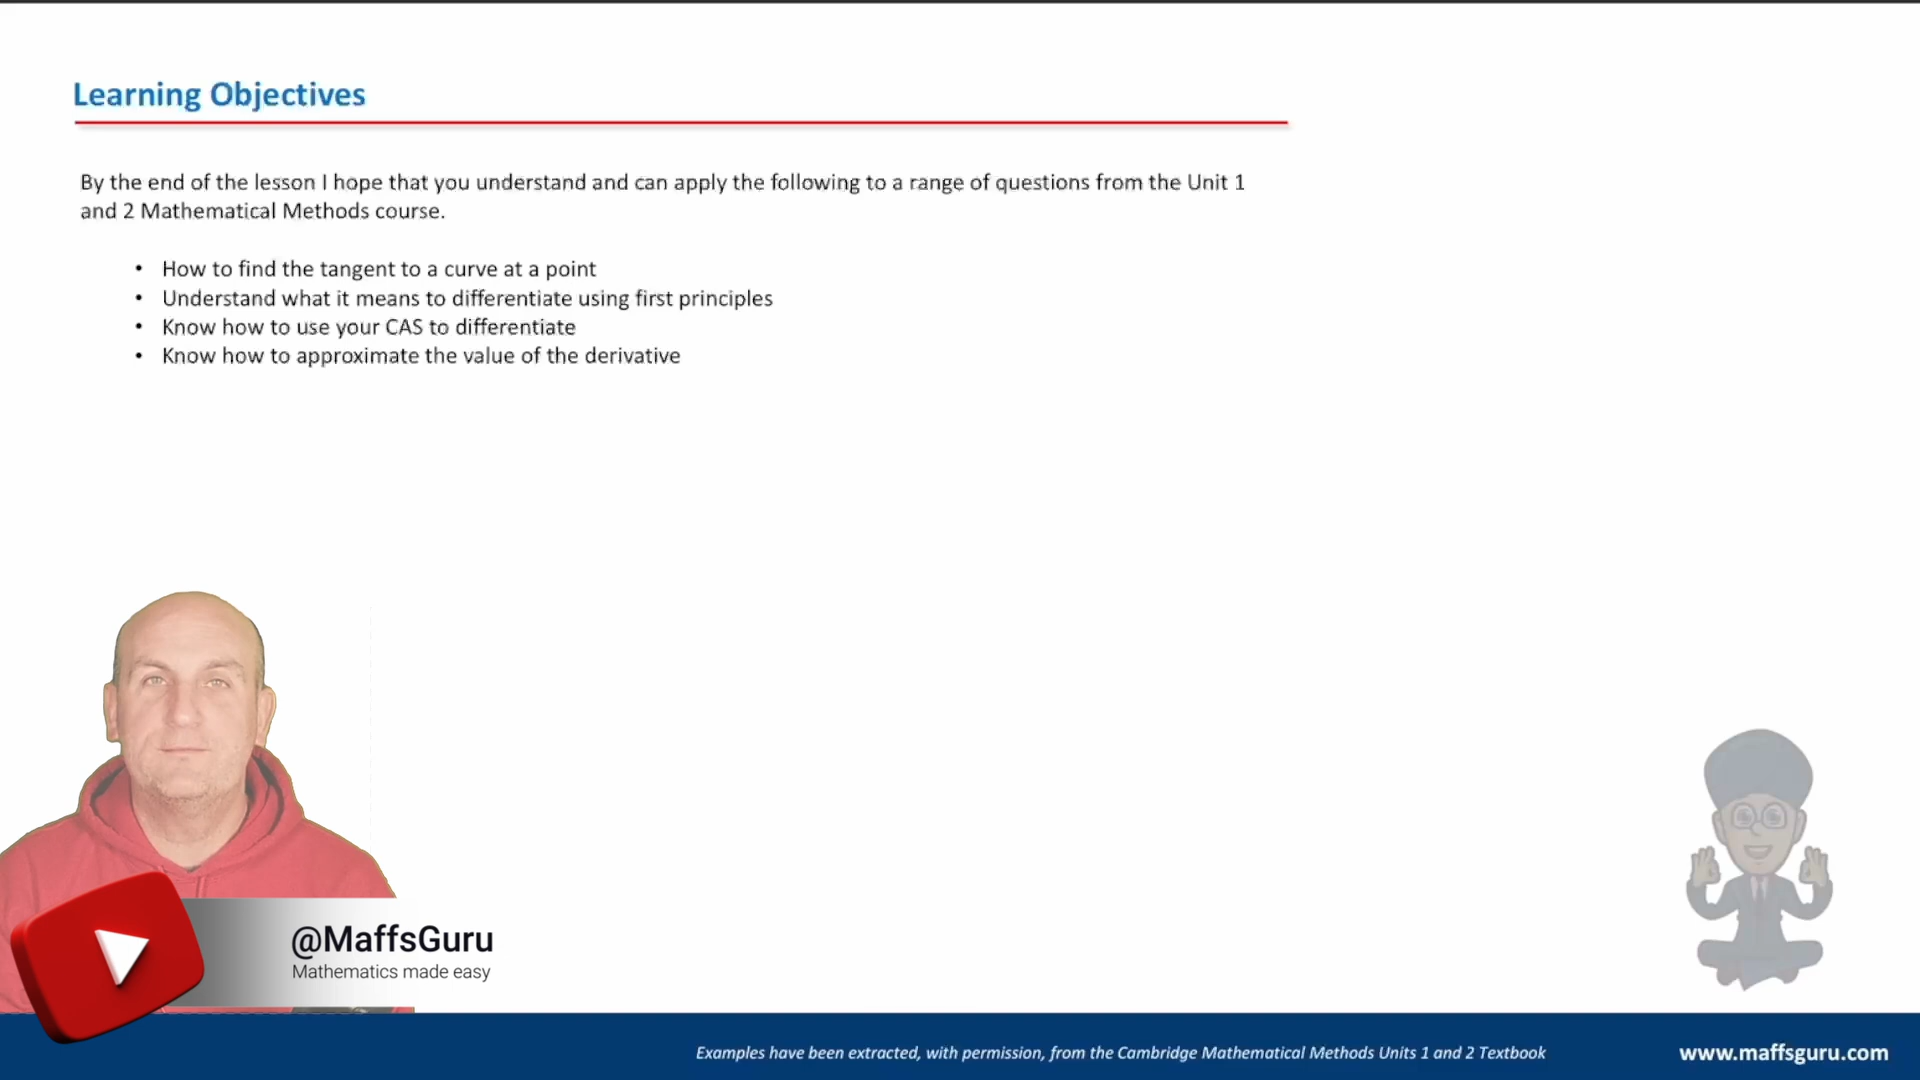 Learning Objectives
By the end of the lesson I hope that you understand and can apply the following to a range of questions from the Unit 1
and 2 Mathematical Methods course.
• How to find the tangent to a curve at a point
• Understand what it means to differentiate using first principles
• Know how to use your CAS to differentiate
• Know how to approximate the value of the derivative
@MaffsGuru
Mathematics made easy
Examples have been extracted, with permission, from the Cambridge Mathematical Methods Units 1 and 2 Textbook
www.maffsguru.com